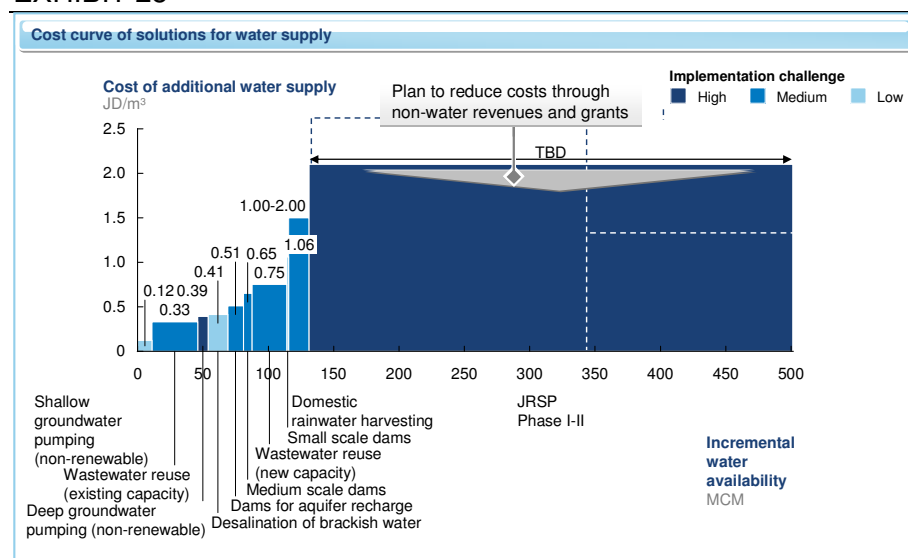 Cost curve of solutions for water supply
Cost of additional water supply
JD/m³
Plan to reduce costs through
non-water revenues and grants
Implementation challenge
High
Medium
Low
TBD
2.5
2.0
1.5
1.0
0.5
0
1.00-2.00
1.06
0.51
0.65
0.41
0.75
0.12
0.39
0.33
0
50
100
150
200
250
300
350
400
450
500
Shallow
groundwater
pumping
(non-renewable)
Wastewater reuse
(existing capacity)
Deep groundwater
pumping (non-renewable)
Domestic
rainwater harvesting
Small scale dams
Wastewater reuse
(new capacity)
Medium scale dams
Dams for aquifer recharge
Desalination of brackish water
JRSP
Phase I-II
Incremental
water
availability
MCM